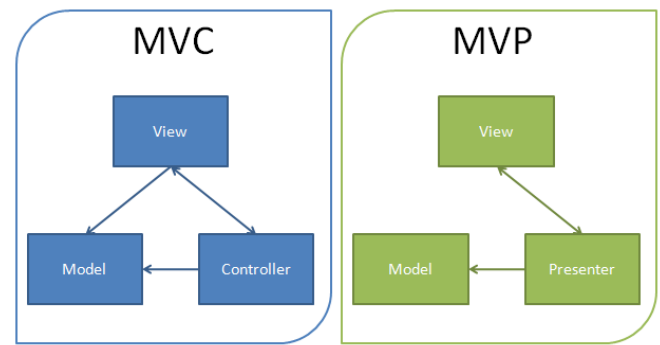 MVC
View
Model
Controller
MVP
View
Model
Presenter